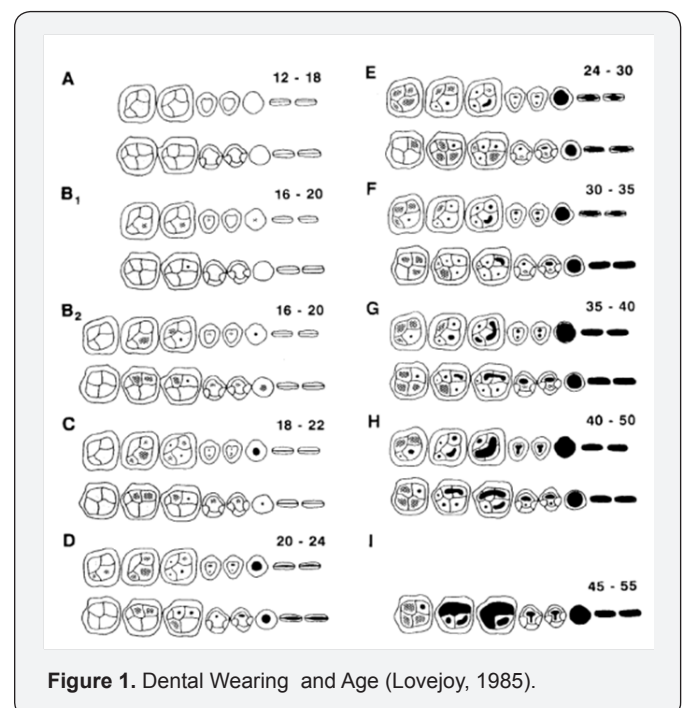 A 12 - 18
B1 16 - 20
B2 16 - 20
C 18 - 22
D 20 - 24
E 24 - 30
F 30 - 35
G 35 - 40
H 40 - 50
I
45 - 55
Figure 1. Dental Wearing and Age (Lovejoy, 1985).